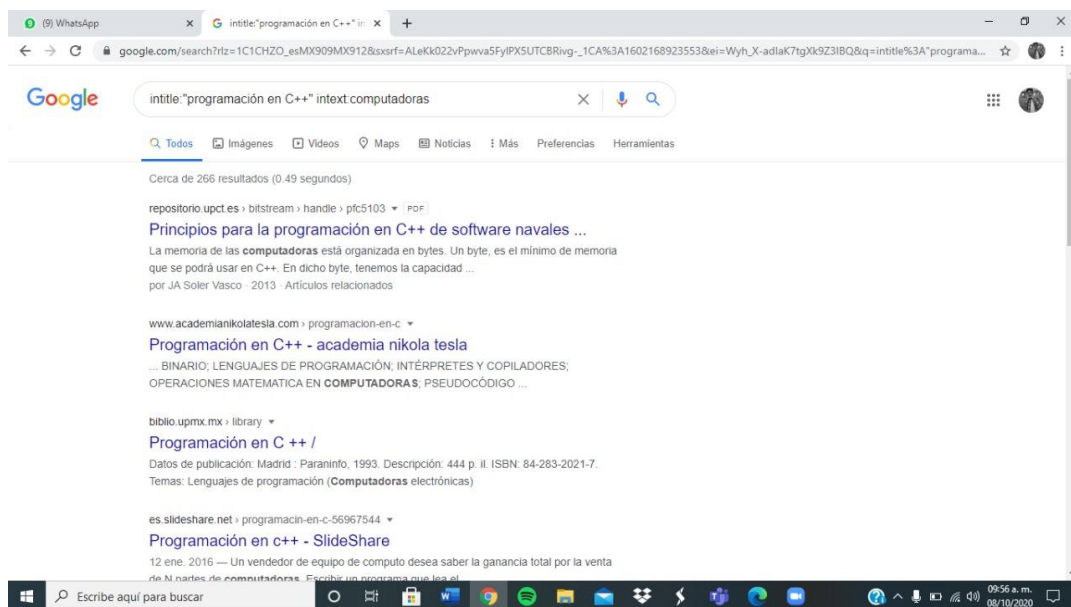 (9) WhatsApp
intitle:"programación en C++" in
google.com/search?rlz=1C1CHZO_esMX909MX912&sxsrf=ALeKk022vPpwva5FyIPX5UTCBRivg-_1CA%3A1602168923553&ei=Wyh_X-adIaK7tgXk9Z3IBQ&q=intitle%3A"programa...
Google
intitle:"programación en C++" intext:computadoras
Todos Imágenes Videos Maps Noticias Más Preferencias Herramientas
Cerca de 266 resultados (0.49 segundos)
repositorio.upct.es › bitstream › handle › pfc5103 PDF
Principios para la programación en C++ de software navales ...
La memoria de las computadoras está organizada en bytes. Un byte, es el mínimo de memoria
que se podrá usar en C++. En dicho byte, tenemos la capacidad ...
por JA Soler Vasco · 2013 · Artículos relacionados
www.academianikolatesla.com › programacion-en-c
Programación en C++ - academia nikola tesla
... BINARIO; LENGUAJES DE PROGRAMACIÓN; INTÉRPRETES Y COPILADORES;
OPERACIONES MATEMATICA EN COMPUTADORAS; PSEUDOCÓDIGO ...
biblio.upmx.mx › library
Programación en C ++ /
Datos de publicación: Madrid : Paraninfo, 1993. Descripción: 444 p. il. ISBN: 84-283-2021-7.
Temas: Lenguajes de programación (Computadoras electrónicas)
es.slideshare.net › programacin-en-c-56967544
Programación en c++ - SlideShare
12 ene. 2016 — Un vendedor de equipo de computo desea saber la ganancia total por la venta
de N partes de computadoras. Escribir un programa que lea el
Escribe aquí para buscar
09:56 a. m.
08/10/2020